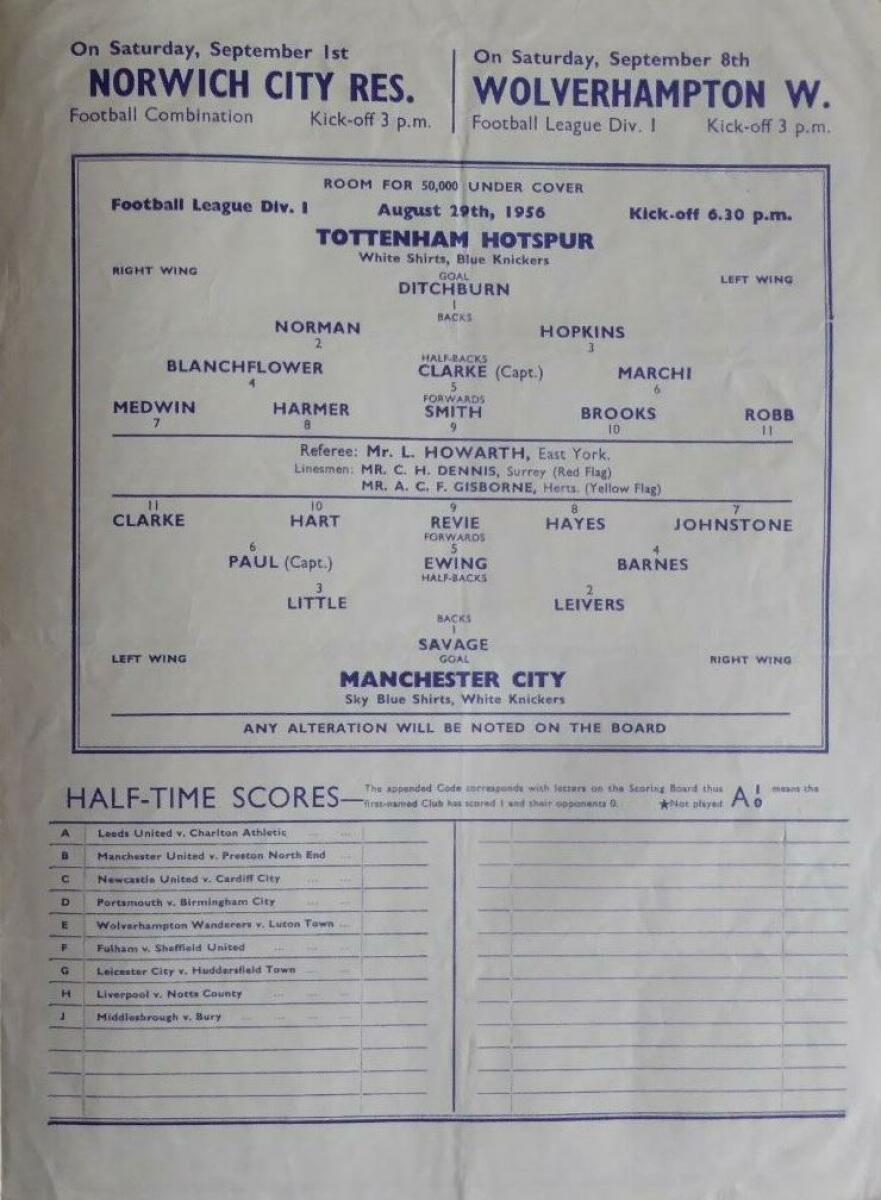 On Saturday, September 1st
NORWICH CITY RES.
Football Combination Kick-off 3 p.m.
On Saturday, September 8th
WOLVERHAMPTON W.
Football League Div. 1 Kick-off 3 p.m.
ROOM FOR 50,000 UNDER COVER
Football League Div. 1 August 29th, 1956 Kick-off 6.30 p.m.
TOTTENHAM HOTSPUR
White Shirts, Blue Knickers
RIGHT WING GOAL LEFT WING
DITCHBURN
1
BACKS
NORMAN HOPKINS
2 3
HALF-BACKS
BLANCHFLOWER CLARKE (Capt.) MARCHI
4 5 6
FORWARDS
MEDWIN HARMER SMITH BROOKS ROBB
7 8 9 10 11
Referee: Mr. L. HOWARTH, East York.
Linesmen: MR. C. H. DENNIS, Surrey (Red Flag)
MR. A. C. F. GISBORNE, Herts. (Yellow Flag)
11 10 9 8 7
CLARKE HART REVIE HAYES JOHNSTONE
FORWARDS
6 5 4
PAUL (Capt.) EWING BARNES
HALF-BACKS
3 2
LITTLE LEIVERS
BACKS
1
SAVAGE
LEFT WING GOAL RIGHT WING
MANCHESTER CITY
Sky Blue Shirts, White Knickers
ANY ALTERATION WILL BE NOTED ON THE BOARD
HALF-TIME SCORES—The appended Code corresponds with letters on the Scoring Board thus A 1 0 means the
first-named Club has scored 1 and their opponents 0. ★Not played
A Leeds United v. Charlton Athletic ... ...
B Manchester United v. Preston North End ...
C Newcastle United v. Cardiff City ... ...
D Portsmouth v. Birmingham City ... ...
E Wolverhampton Wanderers v. Luton Town ...
F Fulham v. Sheffield United ... ... ...
G Leicester City v. Huddersfield Town ... ...
H Liverpool v. Notts County ... ... ...
J Middlesbrough v. Bury ... ... ... ...